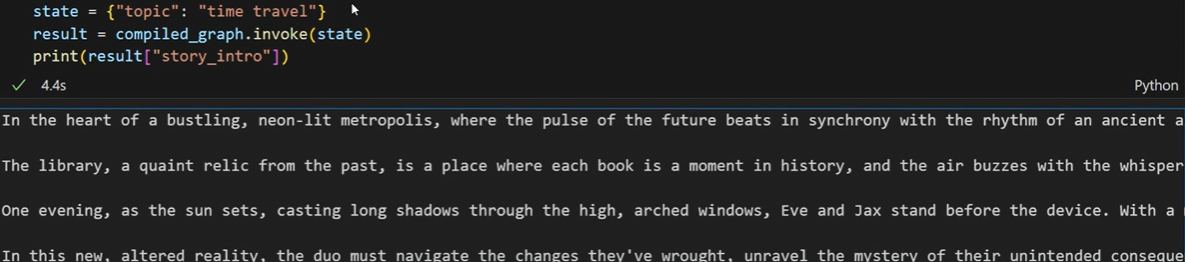 state = {"topic": "time travel"}
result = compiled_graph.invoke(state)
print(result["story_intro"])
4.4s
Python
In the heart of a bustling, neon-lit metropolis, where the pulse of the future beats in synchrony with the rhythm of an ancient a
The library, a quaint relic from the past, is a place where each book is a moment in history, and the air buzzes with the whisper
One evening, as the sun sets, casting long shadows through the high, arched windows, Eve and Jax stand before the device. With a
In this new, altered reality, the duo must navigate the changes they've wrought, unravel the mystery of their unintended conseque